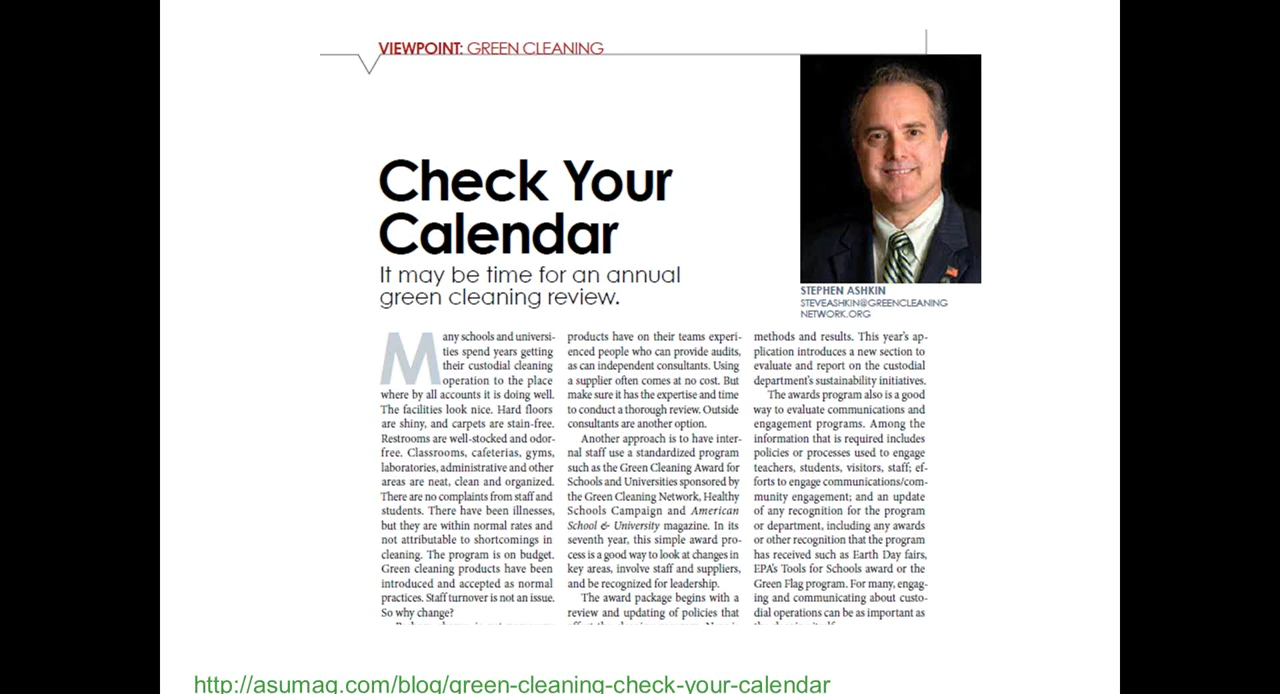 VIEWPOINT: GREEN CLEANING
Check Your
Calendar
It may be time for an annual
green cleaning review.
STEPHEN ASHKIN
STEVEASHKIN@GREENCLEANING
NETWORK.ORG
Many schools and universi-
ties spend years getting
their custodial cleaning
operation to the place
where by all accounts it is doing well.
The facilities look nice. Hard floors
are shiny, and carpets are stain-free.
Restrooms are well-stocked and odor-
free. Classrooms, cafeterias, gyms,
laboratories, administrative and other
areas are neat, clean and organized.
There are no complaints from staff and
students. There have been illnesses,
but they are within normal rates and
not attributable to shortcomings in
cleaning. The program is on budget.
Green cleaning products have been
introduced and accepted as normal
practices. Staff turnover is not an issue.
So why change?
products have on their teams experi-
enced people who can provide audits,
as can independent consultants. Using
a supplier often comes at no cost. But
make sure it has the expertise and time
to conduct a thorough review. Outside
consultants are another option.
Another approach is to have inter-
nal staff use a standardized program
such as the Green Cleaning Award for
Schools and Universities sponsored by
the Green Cleaning Network, Healthy
Schools Campaign and American
School & University magazine. In its
seventh year, this simple award pro-
cess is a good way to look at changes in
key areas, involve staff and suppliers,
and be recognized for leadership.
The award package begins with a
review and updating of policies that
methods and results. This year's ap-
plication introduces a new section to
evaluate and report on the custodial
department's sustainability initiatives.
The awards program also is a good
way to evaluate communications and
engagement programs. Among the
information that is required includes
policies or processes used to engage
teachers, students, visitors, staff; ef-
forts to engage communications/com-
munity engagement; and an update
of any recognition for the program
or department, including any awards
or other recognition that the program
has received such as Earth Day fairs,
EPA's Tools for Schools award or the
Green Flag program. For many, engag-
ing and communicating about custo-
dial operations can be as important as
http://asumag.com/blog/green-cleaning-check-your-calendar